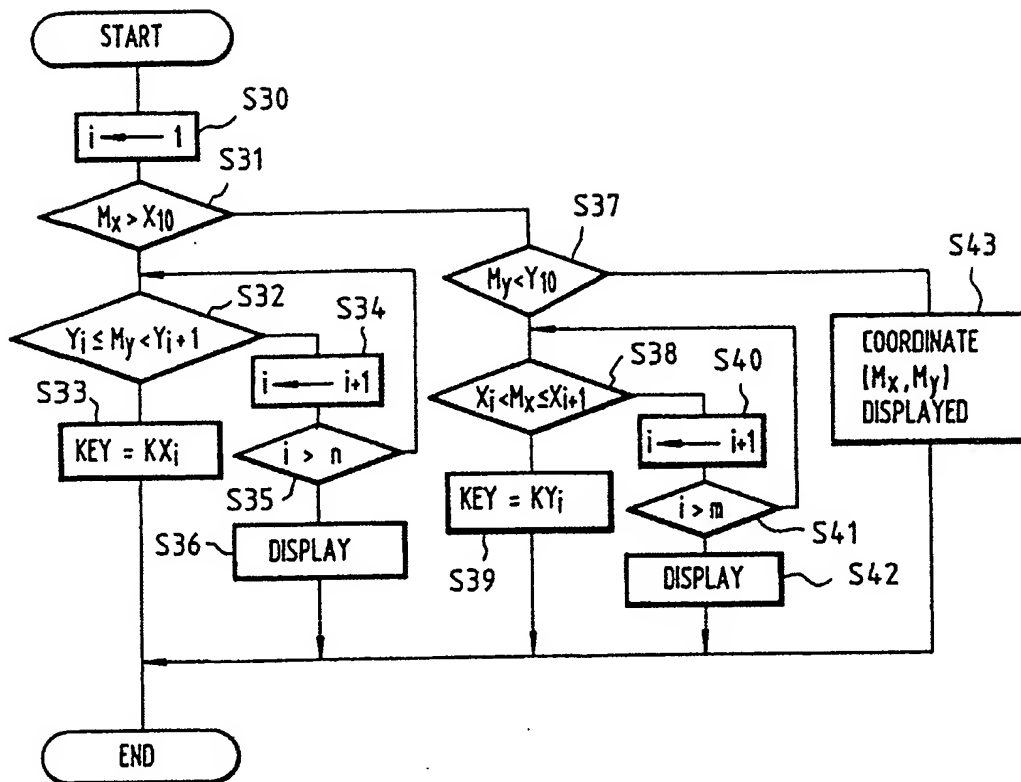 START
S30
i ← 1
S31
Mx > X10
S37
My < Y10
S43
COORDINATE
(Mx, My)
DISPLAYED
S32
Yi ≤ My < Yi+1
S34
i ← i+1
S33
KEY = KXi
i > n
S35
S36
DISPLAY
S38
Xi < Mx ≤ Xi+1
S40
i ← i+1
KEY = KYi
S39
i > m
S41
DISPLAY
S42
END